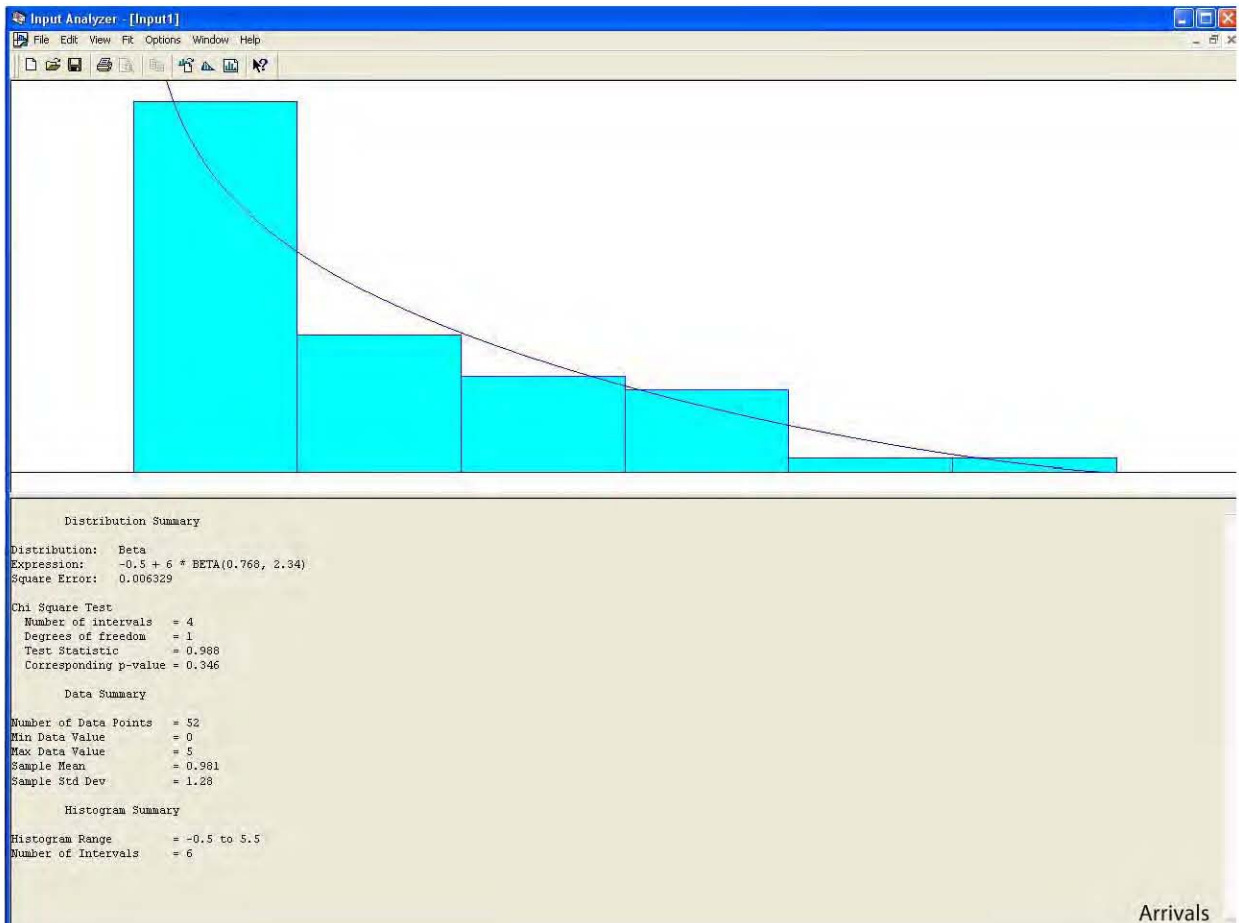 Input Analyzer - [Input1]
File Edit View Fit Options Window Help
Distribution Summary
Distribution: Beta
Expression: -0.5 + 6 * BETA(0.768, 2.34)
Square Error: 0.006329
Chi Square Test
Number of intervals = 4
Degrees of freedom = 1
Test Statistic = 0.988
Corresponding p-value = 0.346
Data Summary
Number of Data Points = 52
Min Data Value = 0
Max Data Value = 5
Sample Mean = 0.981
Sample Std Dev = 1.28
Histogram Summary
Histogram Range = -0.5 to 5.5
Number of Intervals = 6
Arrivals